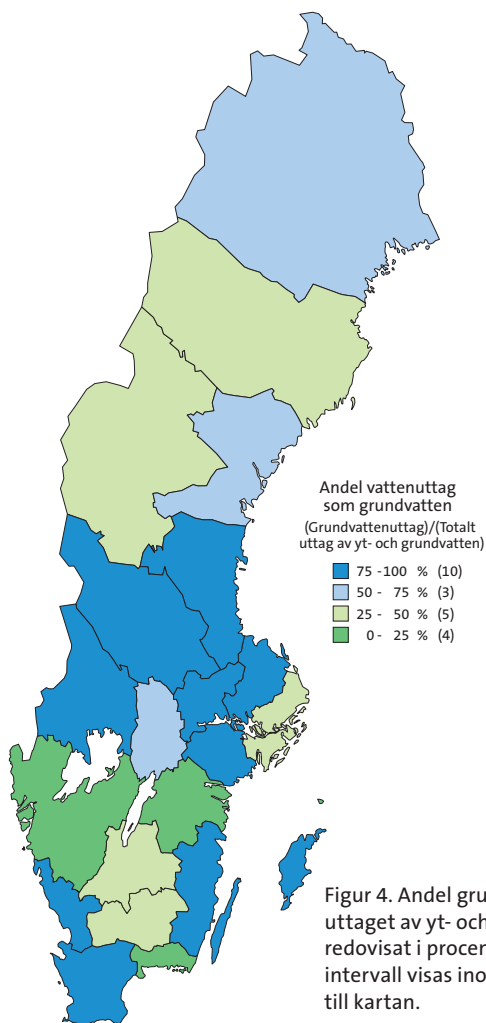 Andel vattenuttag
som grundvatten
(Grundvattenuttag)/(Totalt
uttag av yt- och grundvatten)
75 -100 % (10)
50 - 75 % (3)
25 - 50 % (5)
0 - 25 % (4)
Figur 4. Andel gru
uttaget av yt- och
redovisat i procen
intervall visas ino
till kartan.